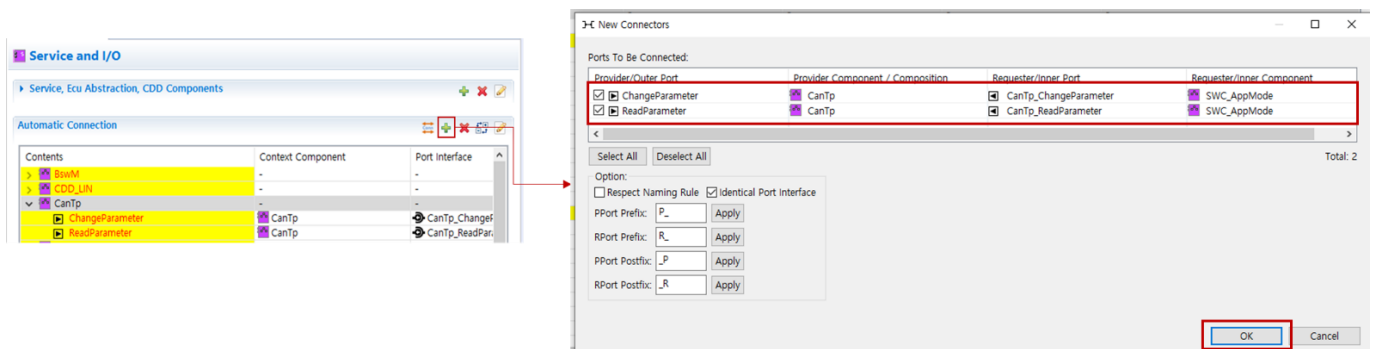 Service and I/O
Service, Ecu Abstraction, CDD Components
Automatic Connection
Contents Context Component Port Interface
BswM - -
CDD_LIN - -
CanTp - -
ChangeParameter CanTp CanTp_ChangeP
ReadParameter CanTp CanTp_ReadPar
New Connectors
Ports To Be Connected:
Provider/Outer Port Provider Component / Composition Requester/Inner Port Requester/Inner Component
ChangeParameter CanTp CanTp_ChangeParameter SWC_AppMode
ReadParameter CanTp CanTp_ReadParameter SWC_AppMode
Select All Deselect All Total: 2
Option:
Respect Naming Rule Identical Port Interface
PPort Prefix: P_ Apply
RPort Prefix: R_ Apply
PPort Postfix: _P Apply
RPort Postfix: _R Apply
OK Cancel